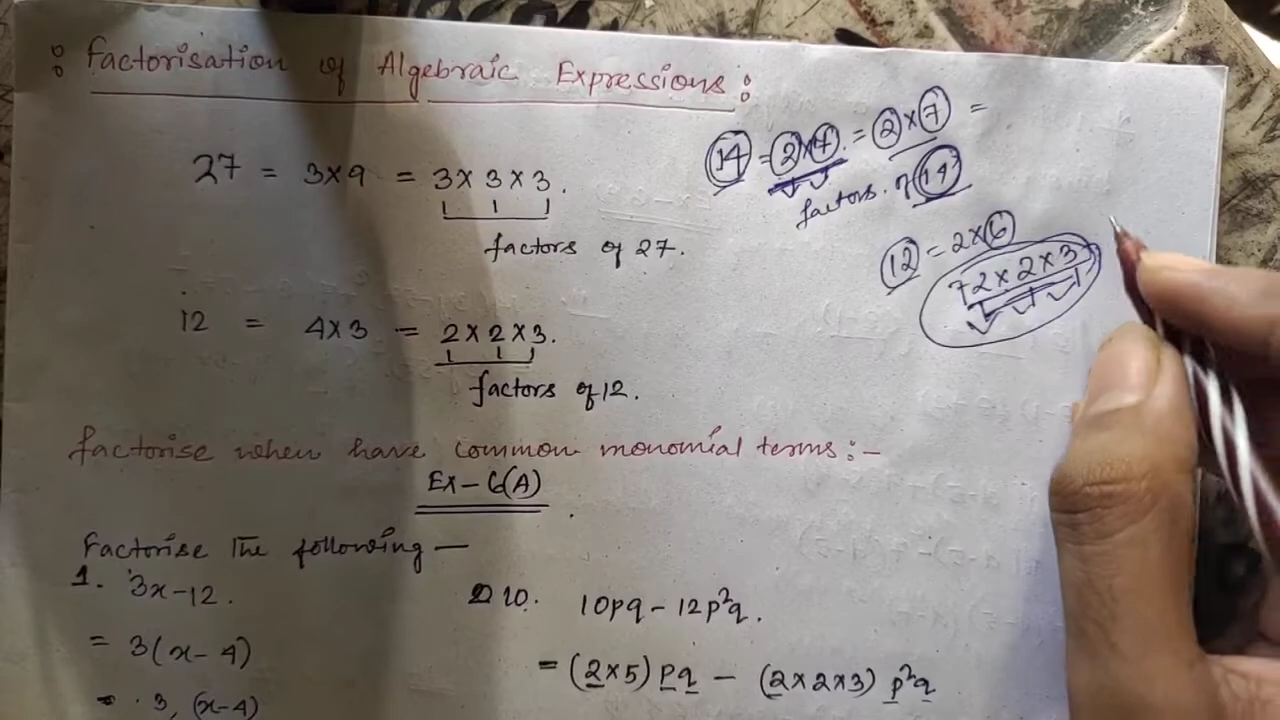 : Factorisation of Algebraic Expressions :
14 = 2×7 = 2×7 =
factors. of 14
27 = 3×9 = 3×3×3.
factors of 27.
12 = 2×6
= 2×2×3
12 = 4×3 = 2×2×3.
factors of 12.
factorise when have common monomial terms:-
Ex-6(A)
Factorise the following —
1. 3x-12.
= 3(x-4)
= 3, (x-4)
10. 10pq - 12p²q.
= (2×5) pq - (2×2×3) p²q